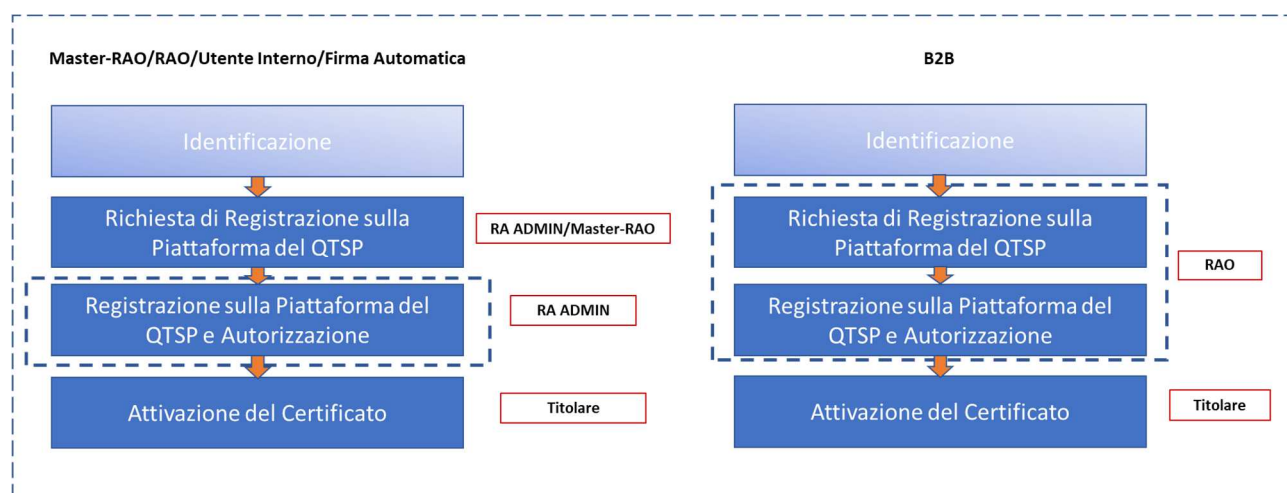 Master-RAO/RAO/Utente Interno/Firma Automatica
Identificazione
Richiesta di Registrazione sulla
Piattaforma del QTSP
RA ADMIN/Master-RAO
Registrazione sulla Piattaforma del
QTSP e Autorizzazione
RA ADMIN
Attivazione del Certificato
Titolare
B2B
Identificazione
Richiesta di Registrazione sulla
Piattaforma del QTSP
RAO
Registrazione sulla Piattaforma del
QTSP e Autorizzazione
Attivazione del Certificato
Titolare